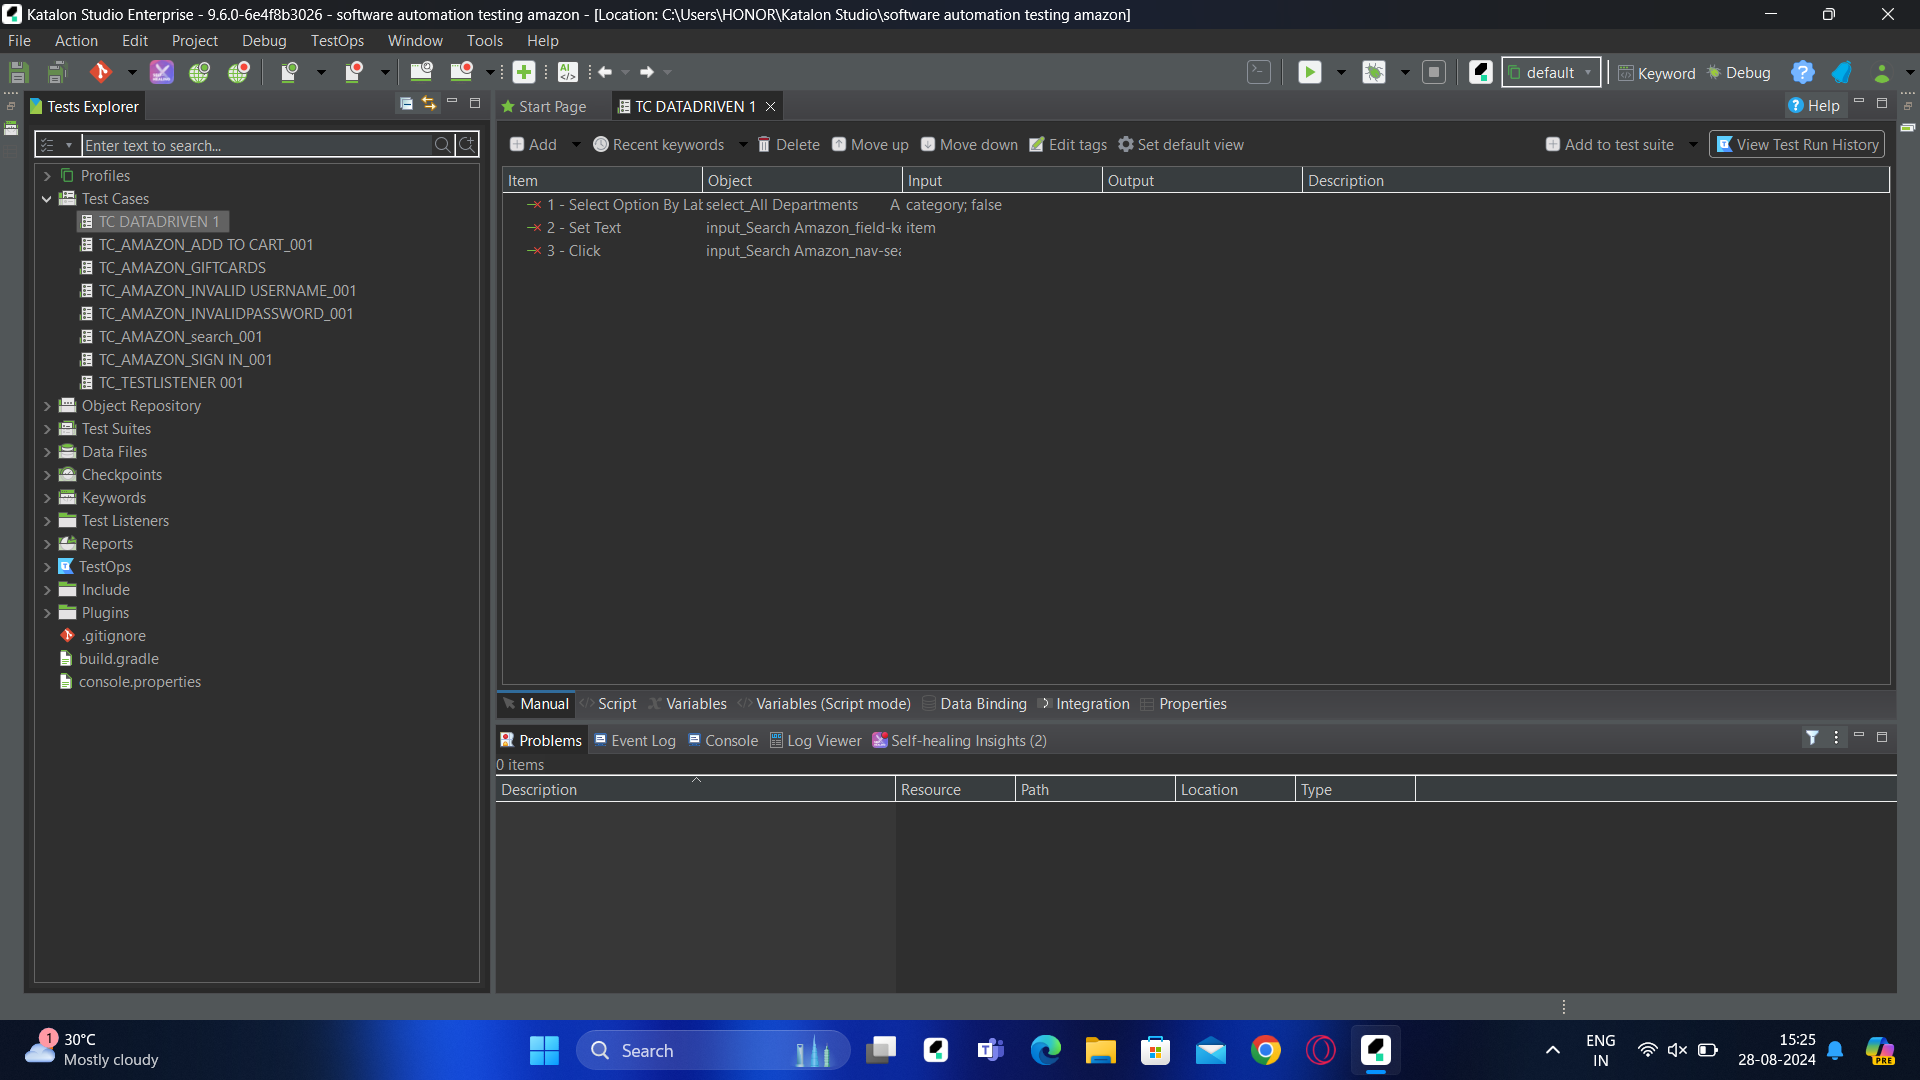 Katalon Studio Enterprise - 9.6.0-6e4f8b3026 - software automation testing amazon - [Location: C:\Users\HONOR\Katalon Studio\software automation testing amazon]
File Action Edit Project Debug TestOps Window Tools Help
default Keyword Debug
Tests Explorer
Start Page TC DATADRIVEN 1 Help
Enter text to search...
Add Recent keywords Delete Move up Move down Edit tags Set default view Add to test suite View Test Run History
Profiles
Test Cases
TC DATADRIVEN 1
TC_AMAZON_ADD TO CART_001
TC_AMAZON_GIFTCARDS
TC_AMAZON_INVALID USERNAME_001
TC_AMAZON_INVALIDPASSWORD_001
TC_AMAZON_search_001
TC_AMAZON_SIGN IN_001
TC_TESTLISTENER 001
Object Repository
Test Suites
Data Files
Checkpoints
Keywords
Test Listeners
Reports
TestOps
Include
Plugins
.gitignore
build.gradle
console.properties
Item Object Input Output Description
1 - Select Option By Lal select_All Departments A category; false
2 - Set Text input_Search Amazon_field-ke item
3 - Click input_Search Amazon_nav-sea
Manual Script Variables Variables (Script mode) Data Binding Integration Properties
Problems Event Log Console Log Viewer Self-healing Insights (2)
0 items
Description Resource Path Location Type
1
30°C
Mostly cloudy
Search
ENG
IN
15:25
28-08-2024
PRE